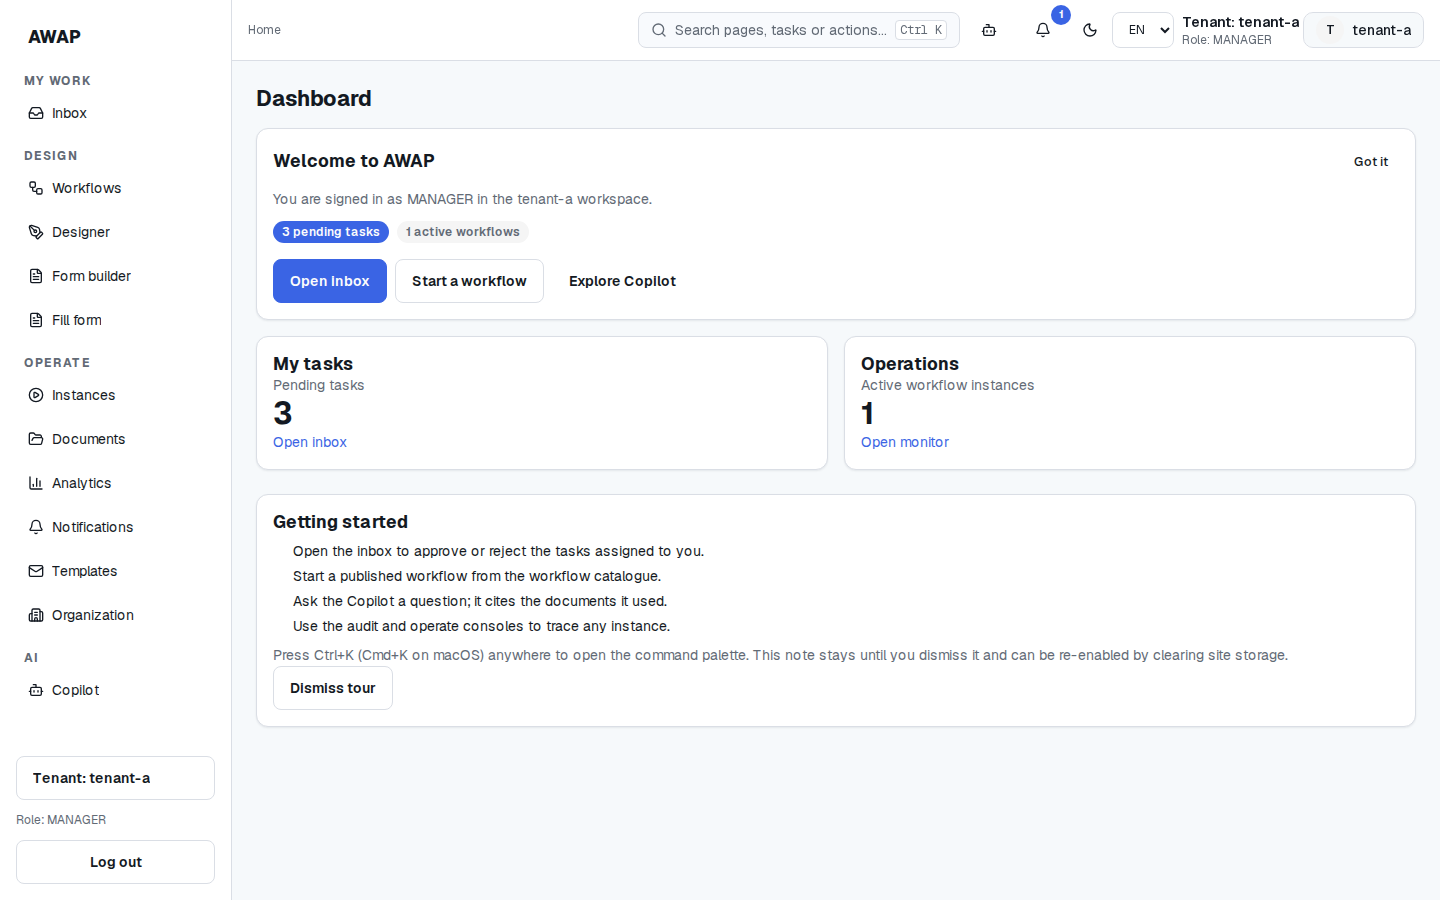 AWAP
MY WORK
Inbox
DESIGN
Workflows
Designer
Form builder
Fill form
OPERATE
Instances
Documents
Analytics
Notifications
Templates
Organization
AI
Copilot
Tenant: tenant-a
Role: MANAGER
Log out
Home
Search pages, tasks or actions... Ctrl K
1
EN
Tenant: tenant-a
Role: MANAGER
T tenant-a
Dashboard
Welcome to AWAP
Got it
You are signed in as MANAGER in the tenant-a workspace.
3 pending tasks 1 active workflows
Open Inbox Start a workflow Explore Copilot
My tasks
Pending tasks
3
Open inbox
Operations
Active workflow instances
1
Open monitor
Getting started
Open the inbox to approve or reject the tasks assigned to you.
Start a published workflow from the workflow catalogue.
Ask the Copilot a question; it cites the documents it used.
Use the audit and operate consoles to trace any instance.
Press Ctrl+K (Cmd+K on macOS) anywhere to open the command palette. This note stays until you dismiss it and can be re-enabled by clearing site storage.
Dismiss tour